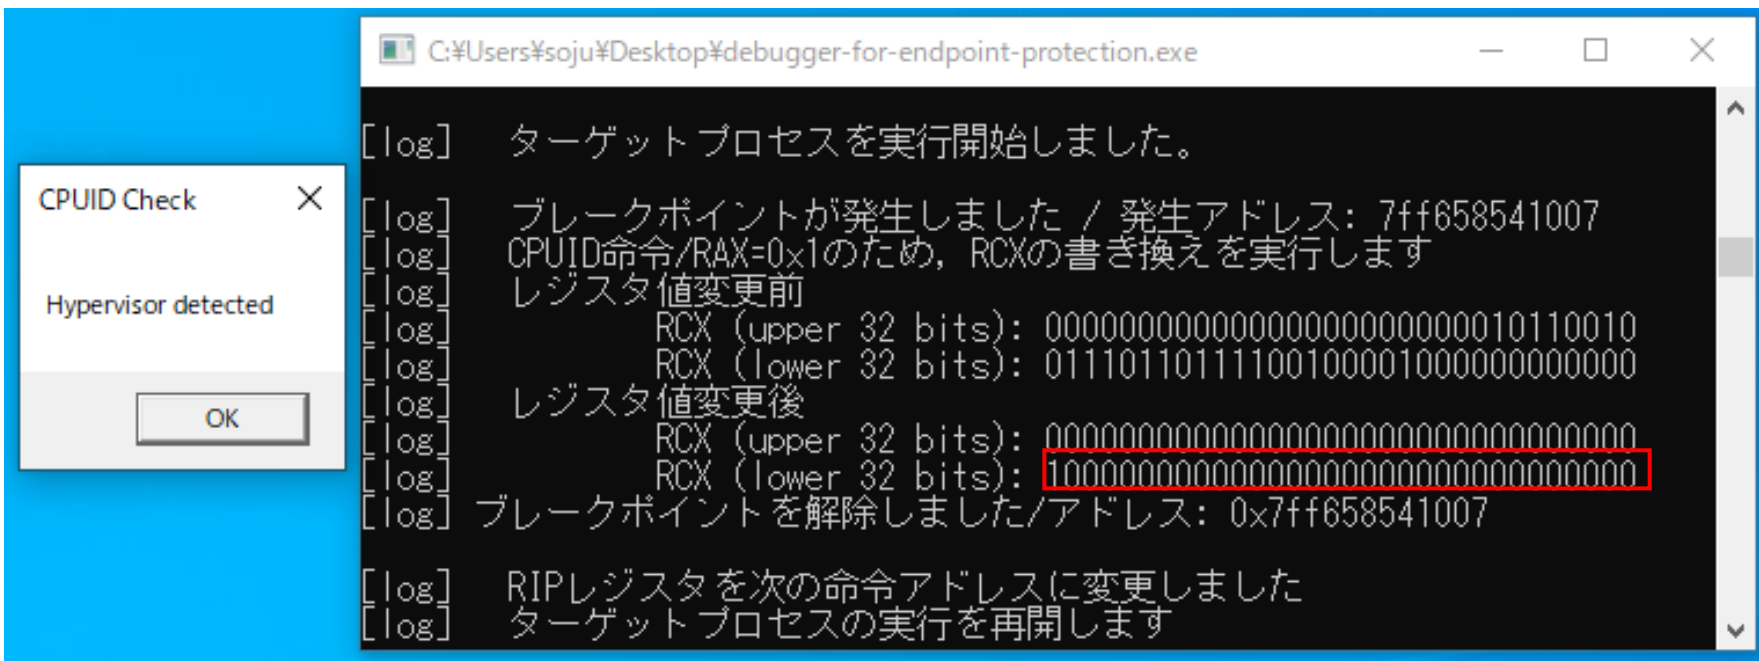 CPUID Check
Hypervisor detected
OK
C:¥Users¥soju¥Desktop¥debugger-for-endpoint-protection.exe
[log] ターゲットプロセスを実行開始しました。
[log] ブレークポイントが発生しました / 発生アドレス: 7ff658541007
[log] CPUID命令/RAX=0x1のため, RCXの書き換えを実行します
[log] レジスタ値変更前
[log] RCX (upper 32 bits): 00000000000000000000000010110010
[log] RCX (lower 32 bits): 01110110111110010000100000000000
[log] レジスタ値変更後
[log] RCX (upper 32 bits): 00000000000000000000000000000000
[log] RCX (lower 32 bits): 10000000000000000000000000000000
[log] ブレークポイントを解除しました/アドレス: 0x7ff658541007
[log] RIPレジスタを次の命令アドレスに変更しました
[log] ターゲットプロセスの実行を再開します